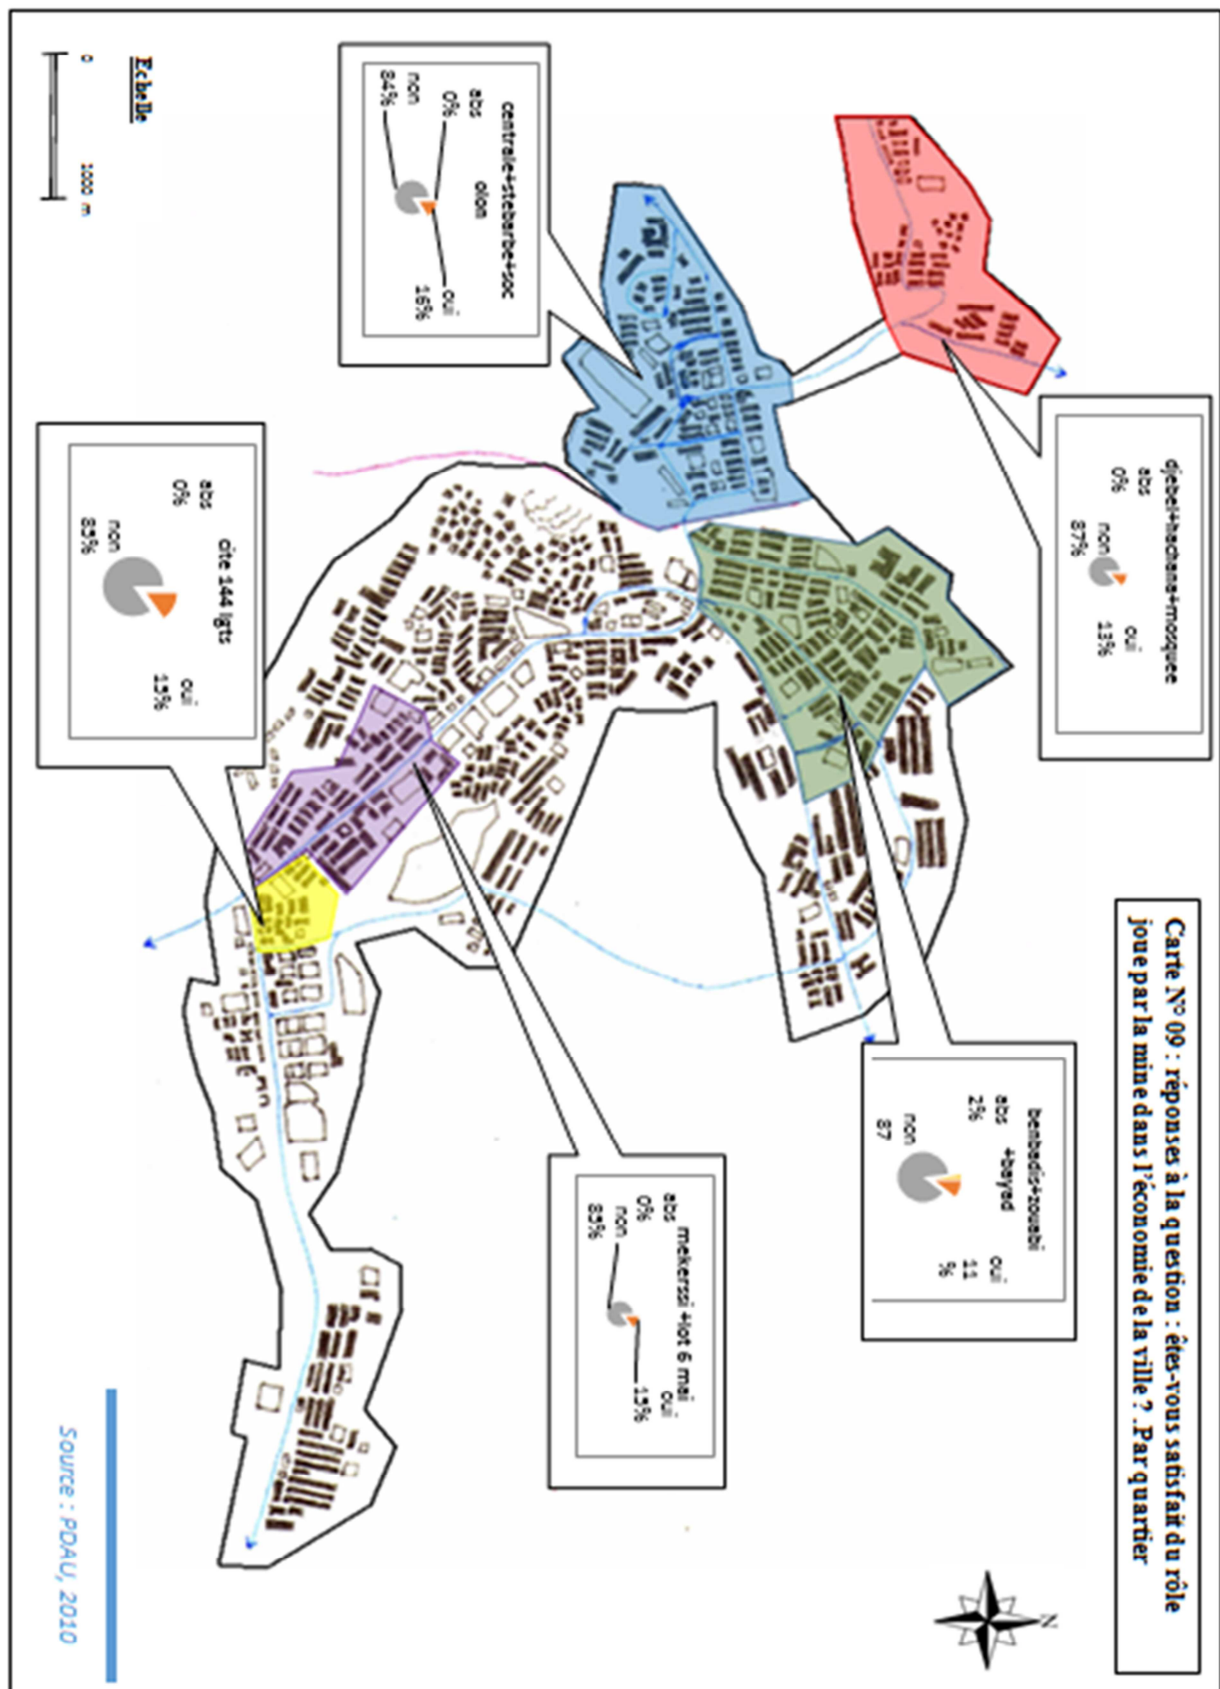 Carte N° 09 : réponses à la question : êtes-vous satisfait du rôle
joue par la mine dans l'économie de la ville ? .Par quartier
N
djebel+hachana+mosquee
abs
0%
non
87%
oui
13%
centrale+stebarbe+soc
olom
abs
0%
non
84%
oui
16%
benbadis+zouabi
+bayad
abs
2%
non
87
oui
11
%
mekerssi +lot 6 mai
abs
0%
non
85%
oui
15%
cite 144 lgts
abs
0%
non
85%
oui
15%
Echelle
0 1000 m
Source : PDAU, 2010